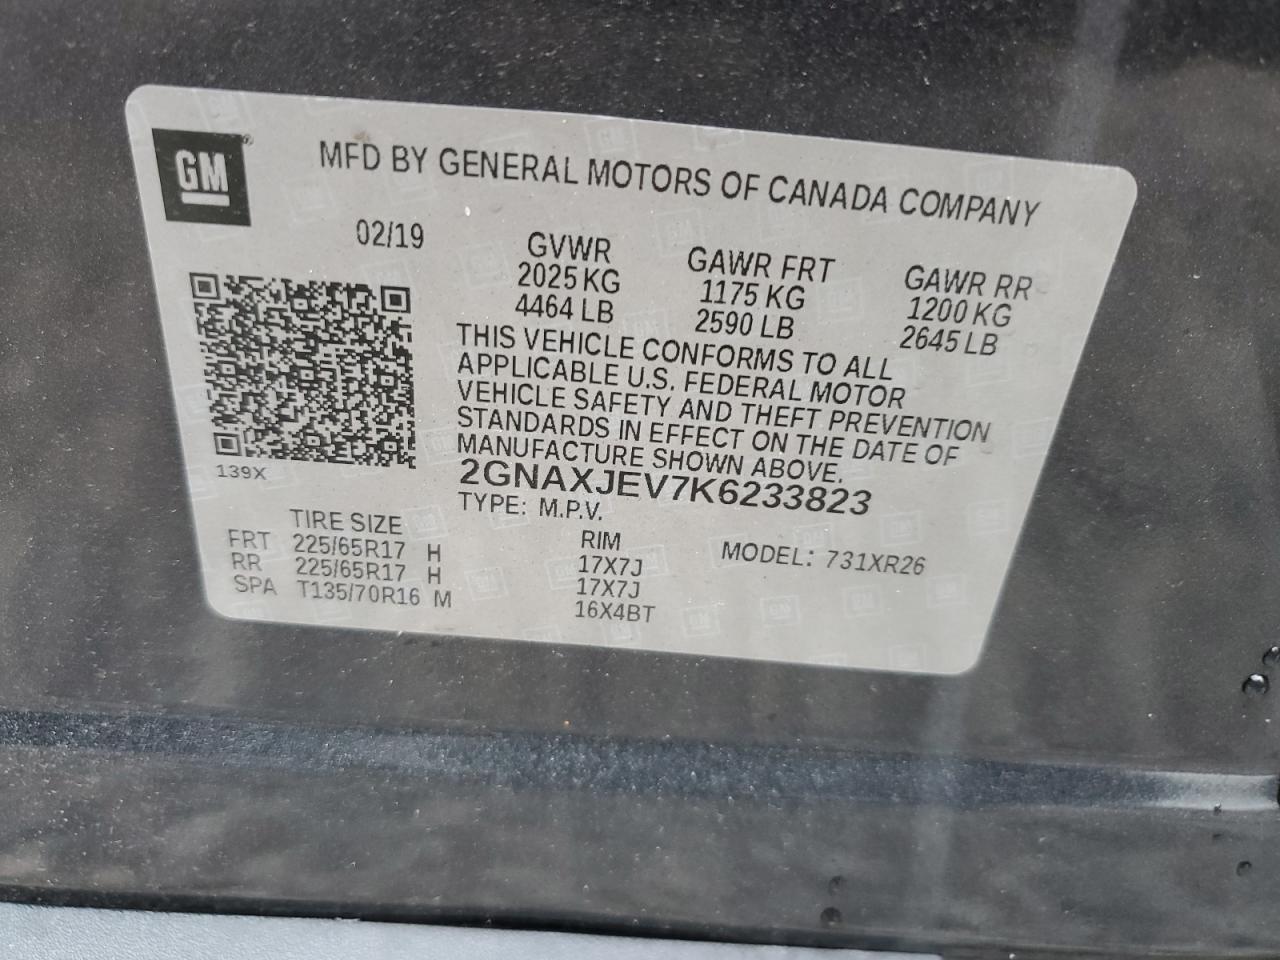 GM
MFD BY GENERAL MOTORS OF CANADA COMPANY
02/19
GVWR GAWR FRT GAWR RR
2025 KG 1175 KG 1200 KG
4464 LB 2590 LB 2645 LB
THIS VEHICLE CONFORMS TO ALL
APPLICABLE U.S. FEDERAL MOTOR
VEHICLE SAFETY AND THEFT PREVENTION
STANDARDS IN EFFECT ON THE DATE OF
MANUFACTURE SHOWN ABOVE.
139X
2GNAXJEV7K6233823
TYPE: M.P.V.
TIRE SIZE RIM MODEL: 731XR26
FRT 225/65R17 H 17X7J
RR 225/65R17 H 17X7J
SPA T135/70R16 M 16X4BT